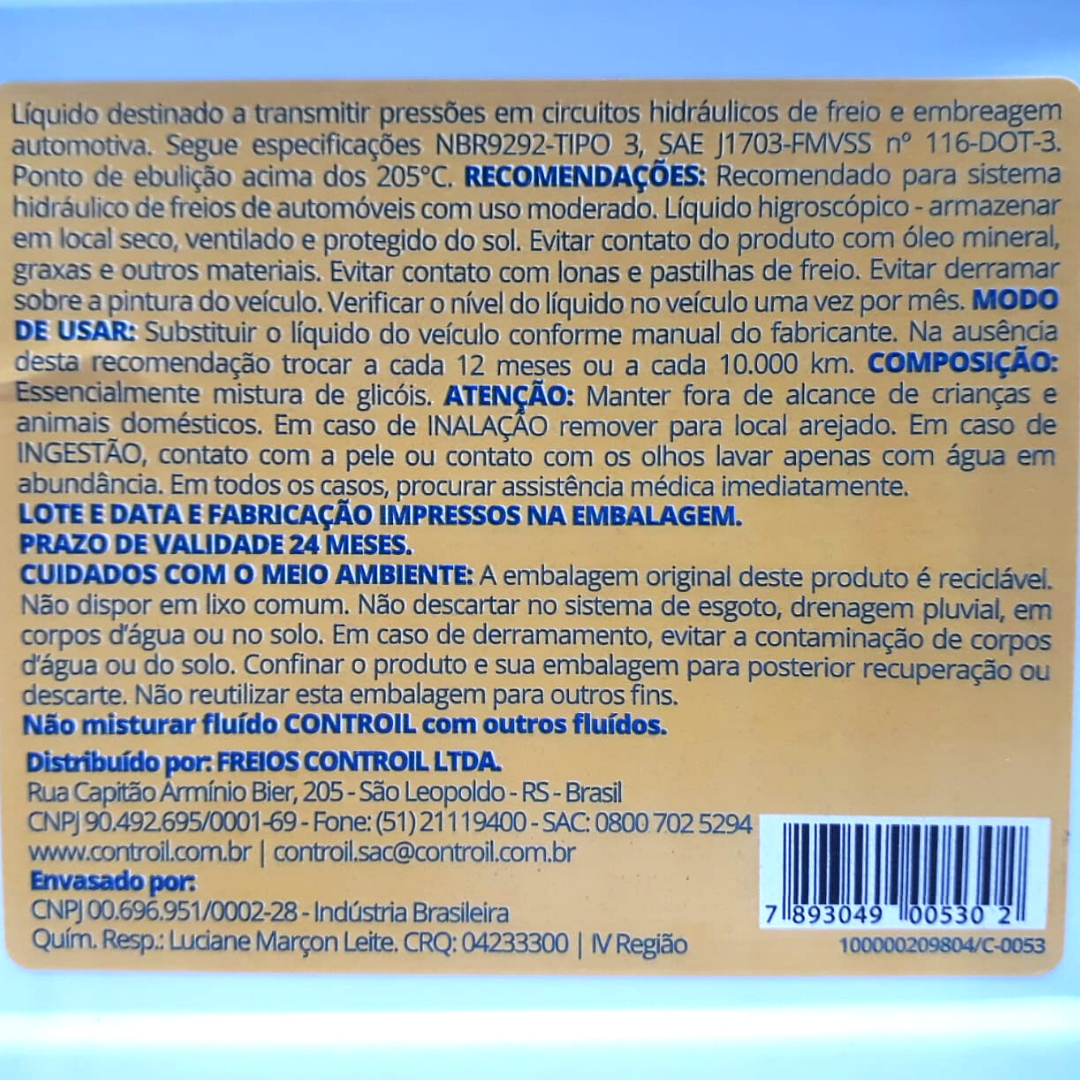 Líquido destinado a transmitir pressões em circuitos hidráulicos de freio e embreagem
automotiva. Segue especificações NBR9292-TIPO 3, SAE J1703-FMVSS nº 116-DOT-3.
Ponto de ebulição acima dos 205°C. RECOMENDAÇÕES: Recomendado para sistema
hidráulico de freios de automóveis com uso moderado. Líquido higroscópico - armazenar
em local seco, ventilado e protegido do sol. Evitar contato do produto com óleo mineral,
graxas e outros materiais. Evitar contato com lonas e pastilhas de freio. Evitar derramar
sobre a pintura do veículo. Verificar o nível do líquido no veículo uma vez por mês. MODO
DE USAR: Substituir o líquido do veículo conforme manual do fabricante. Na ausência
desta recomendação trocar a cada 12 meses ou a cada 10.000 km. COMPOSIÇÃO:
Essencialmente mistura de glicóis. ATENÇÃO: Manter fora de alcance de crianças e
animais domésticos. Em caso de INALAÇÃO remover para local arejado. Em caso de
INGESTÃO, contato com a pele ou contato com os olhos lavar apenas com água em
abundância. Em todos os casos, procurar assistência médica imediatamente.
LOTE E DATA E FABRICAÇÃO IMPRESSOS NA EMBALAGEM.
PRAZO DE VALIDADE 24 MESES.
CUIDADOS COM O MEIO AMBIENTE: A embalagem original deste produto é reciclável.
Não dispor em lixo comum. Não descartar no sistema de esgoto, drenagem pluvial, em
corpos d'água ou no solo. Em caso de derramamento, evitar a contaminação de corpos
d'água ou do solo. Confinar o produto e sua embalagem para posterior recuperação ou
descarte. Não reutilizar esta embalagem para outros fins.
Não misturar fluído CONTROIL com outros fluídos.
Distribuído por: FREIOS CONTROIL LTDA.
Rua Capitão Armínio Bier, 205 - São Leopoldo - RS - Brasil
CNPJ 90.492.695/0001-69 - Fone: (51) 21119400 - SAC: 0800 702 5294
www.controil.com.br | controil.sac@controil.com.br
Envasado por:
CNPJ 00.696.951/0002-28 - Indústria Brasileira
Quím. Resp.: Luciane Marçon Leite. CRQ: 04233300 | IV Região
7 893049 00530 2
100000209804/C-0053